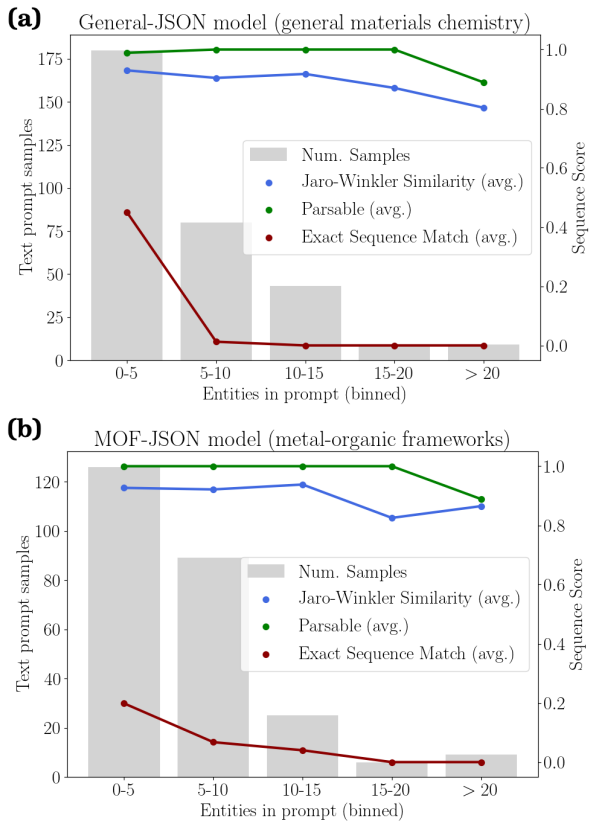 (a)
General-JSON model (general materials chemistry)
175
150
125
100
75
50
25
0
Text prompt samples
1.0
0.8
0.6
0.4
0.2
0.0
Sequence Score
Num. Samples
Jaro-Winkler Similarity (avg.)
Parsable (avg.)
Exact Sequence Match (avg.)
0-5 5-10 10-15 15-20 > 20
Entities in prompt (binned)
(b)
MOF-JSON model (metal-organic frameworks)
120
100
80
60
40
20
0
Text prompt samples
1.0
0.8
0.6
0.4
0.2
0.0
Sequence Score
Num. Samples
Jaro-Winkler Similarity (avg.)
Parsable (avg.)
Exact Sequence Match (avg.)
0-5 5-10 10-15 15-20 > 20
Entities in prompt (binned)